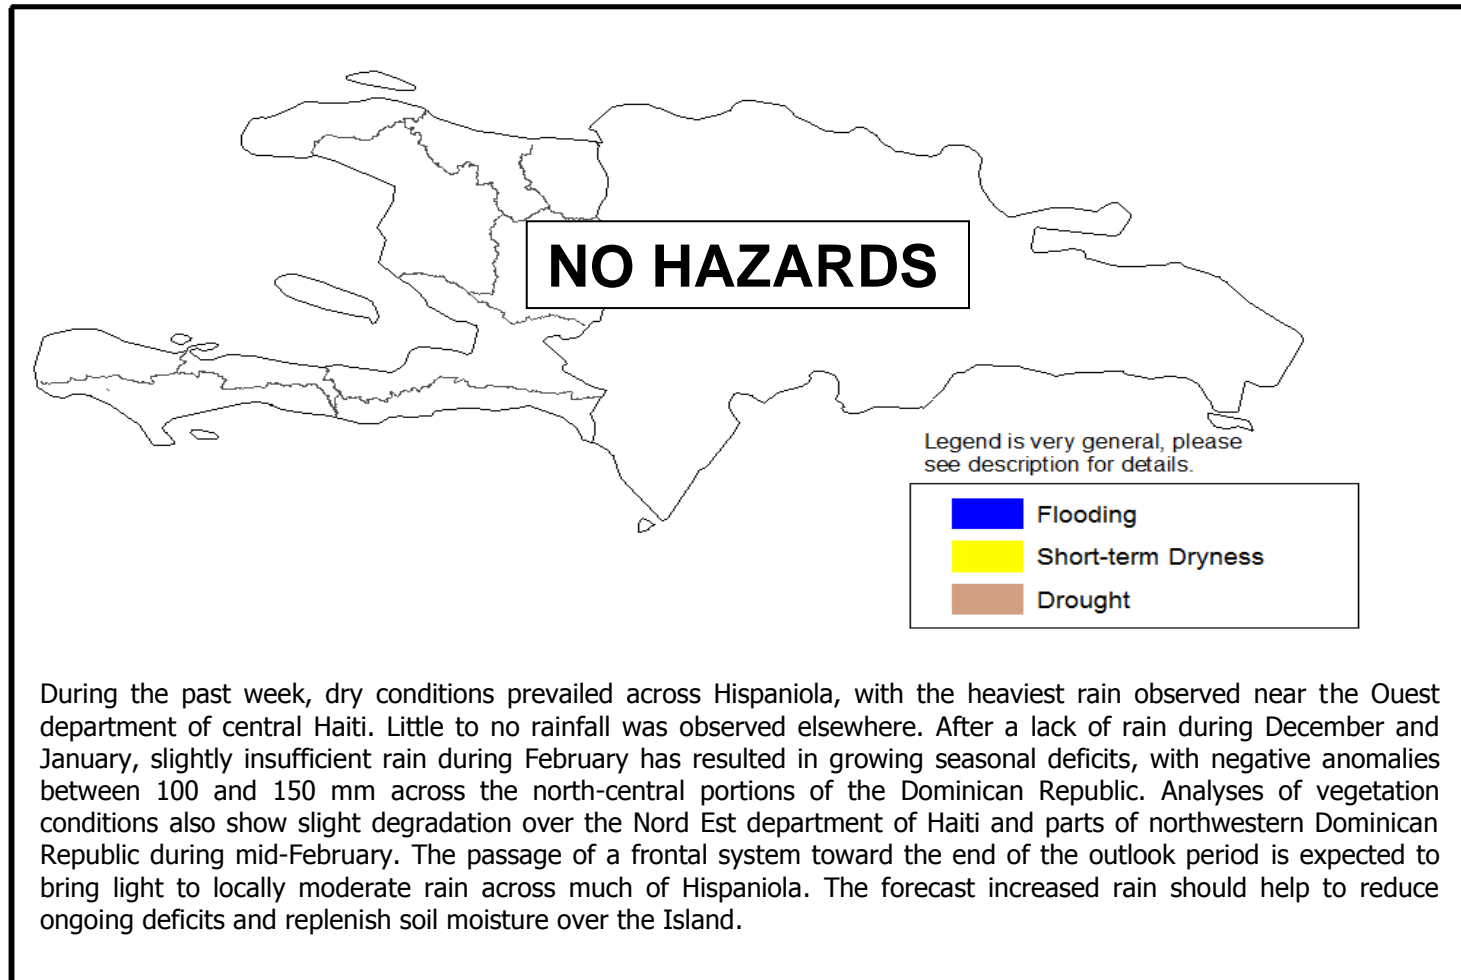 NO HAZARDS
Legend is very general, please
see description for details.
Flooding
Short-term Dryness
Drought
During the past week, dry conditions prevailed across Hispaniola, with the heaviest rain observed near the Ouest
department of central Haiti. Little to no rainfall was observed elsewhere. After a lack of rain during December and
January, slightly insufficient rain during February has resulted in growing seasonal deficits, with negative anomalies
between 100 and 150 mm across the north-central portions of the Dominican Republic. Analyses of vegetation
conditions also show slight degradation over the Nord Est department of Haiti and parts of northwestern Dominican
Republic during mid-February. The passage of a frontal system toward the end of the outlook period is expected to
bring light to locally moderate rain across much of Hispaniola. The forecast increased rain should help to reduce
ongoing deficits and replenish soil moisture over the Island.